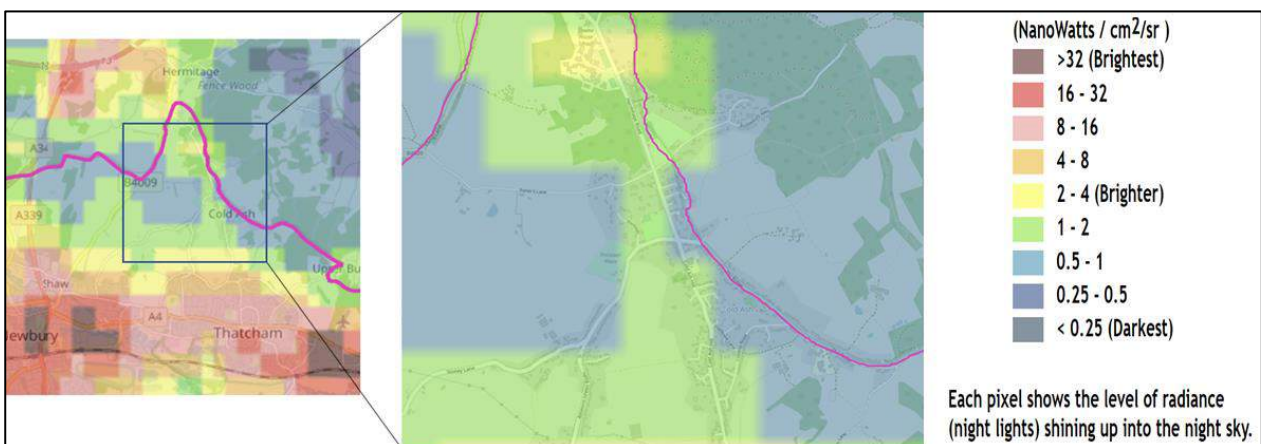 Hermitage
Fence Wood
A34
B4009
A339
Cold Ash
Upper Bu
Shaw
A4
ewbury
Thatcham
(NanoWatts / cm²/sr )
>32 (Brightest)
16 - 32
8 - 16
4 - 8
2 - 4 (Brighter)
1 - 2
0.5 - 1
0.25 - 0.5
< 0.25 (Darkest)
Each pixel shows the level of radiance
(night lights) shining up into the night sky.